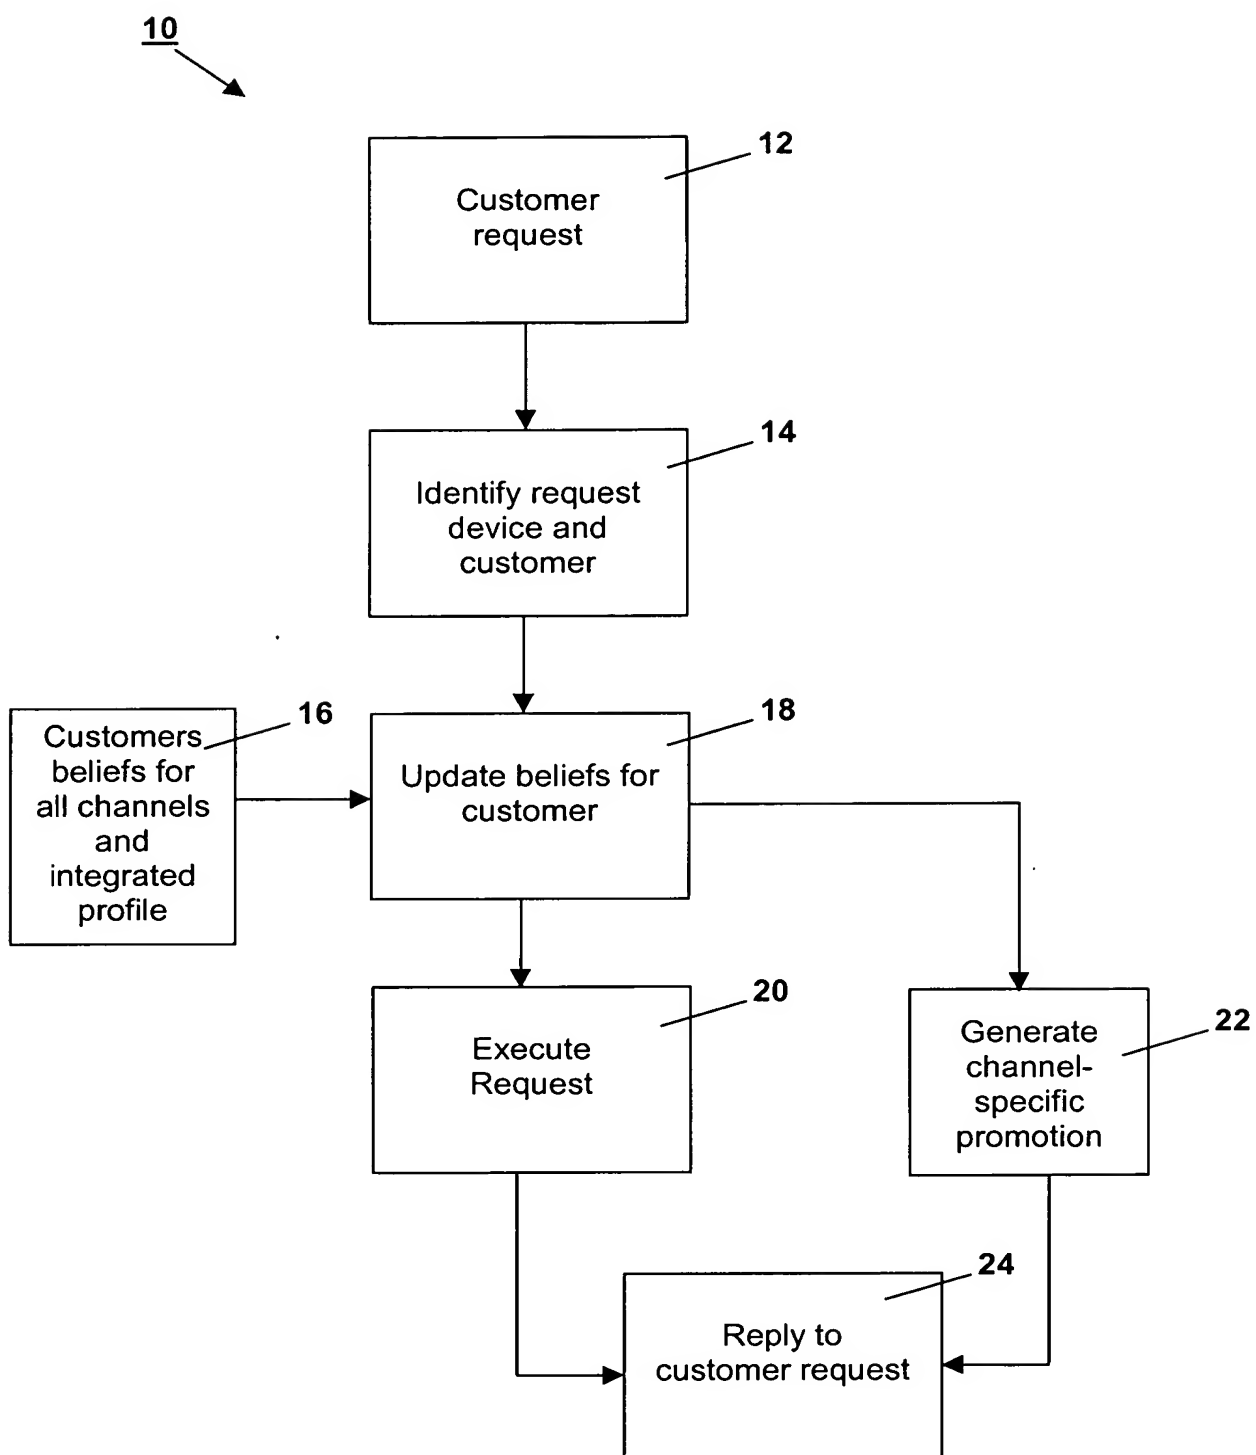 10
12
Customer
request
14
Identify request
device and
customer
16
Customers
beliefs for
all channels
and
integrated
profile
18
Update beliefs for
customer
20
Execute
Request
22
Generate
channel-
specific
promotion
24
Reply to
customer request